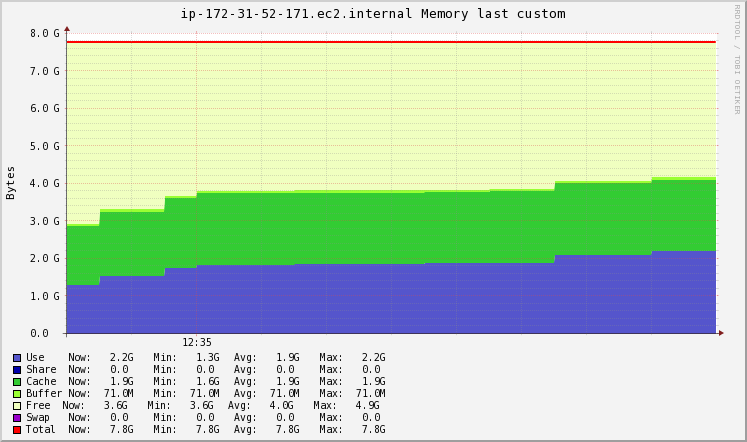 ip-172-31-52-171.ec2.internal Memory last custom
RRDTOOL / TOBI OETIKER
Bytes
8.0 G
7.0 G
6.0 G
5.0 G
4.0 G
3.0 G
2.0 G
1.0 G
0.0
12:35
Use Now: 2.2G Min: 1.3G Avg: 1.9G Max: 2.2G
Share Now: 0.0 Min: 0.0 Avg: 0.0 Max: 0.0
Cache Now: 1.9G Min: 1.6G Avg: 1.9G Max: 1.9G
Buffer Now: 71.0M Min: 71.0M Avg: 71.0M Max: 71.0M
Free Now: 3.6G Min: 3.6G Avg: 4.0G Max: 4.9G
Swap Now: 0.0 Min: 0.0 Avg: 0.0 Max: 0.0
Total Now: 7.8G Min: 7.8G Avg: 7.8G Max: 7.8G